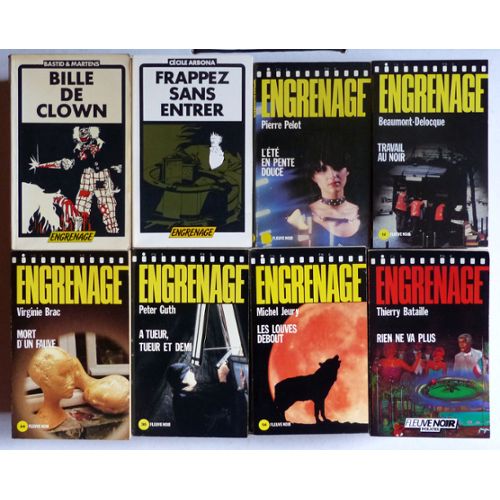 BASTID & MARTENS
BILLE
DE
CLOWN
ENGRENAGE
CÉCILE ARBONA
FRAPPEZ
SANS
ENTRER
ENGRENAGE
ENGRENAGE
Pierre Pelot
L'ÉTÉ
EN PENTE
DOUCE
FLEUVE NOIR
ENGRENAGE
Beaumont-Delocque
TRAVAIL
AU NOIR
FLEUVE NOIR
ENGRENAGE
Virginie Brac
MORT
D'UN FAUVE
FLEUVE NOIR
ENGRENAGE
Peter Guth
A TUEUR,
TUEUR ET DEMI
FLEUVE NOIR
ENGRENAGE
Michel Jeury
LES LOUVES
DEBOUT
FLEUVE NOIR
ENGRENAGE
Thierry Bataille
RIEN NE VA PLUS
FLEUVE NOIR